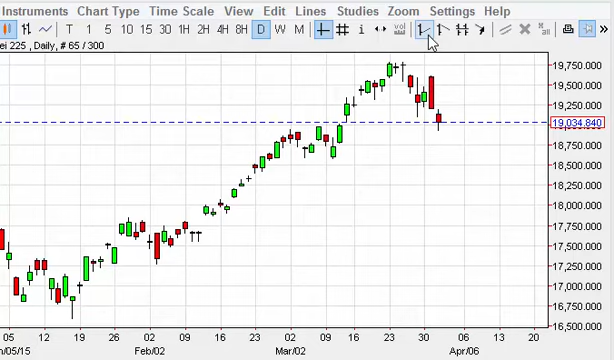 Instruments Chart Type Time Scale View Edit Lines Studies Zoom Settings Help
T 1 5 15 30 1H 2H 4H 8H D W M i vol
ei 225 , Daily, # 65 / 300
19,750.000
19,500.000
19,250.000
19,034.840
18,750.000
18,500.000
18,250.000
18,000.000
17,750.000
17,500.000
17,250.000
17,000.000
16,750.000
16,500.000
05 12 19 26 02 09 16 23 02 09 16 23 30 06 13 20
n/05/15 Feb/02 Mar/02 Apr/06